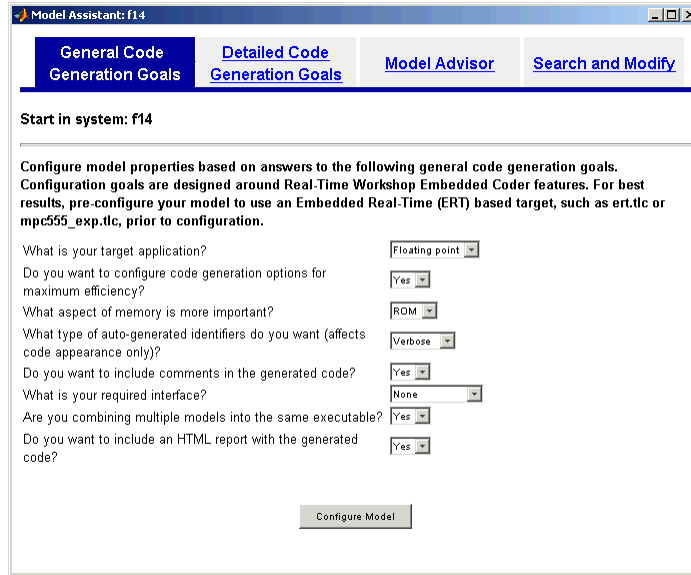 Model Assistant: f14
General Code
Generation Goals
Detailed Code
Generation Goals
Model Advisor
Search and Modify
Start in system: f14
Configure model properties based on answers to the following general code generation goals.
Configuration goals are designed around Real-Time Workshop Embedded Coder features. For best
results, pre-configure your model to use an Embedded Real-Time (ERT) based target, such as ert.tlc or
mpc555_exp.tlc, prior to configuration.
What is your target application? Floating point
Do you want to configure code generation options for
maximum efficiency? Yes
What aspect of memory is more important? ROM
What type of auto-generated identifiers do you want (affects
code appearance only)? Verbose
Do you want to include comments in the generated code? Yes
What is your required interface? None
Are you combining multiple models into the same executable? Yes
Do you want to include an HTML report with the generated
code? Yes
Configure Model